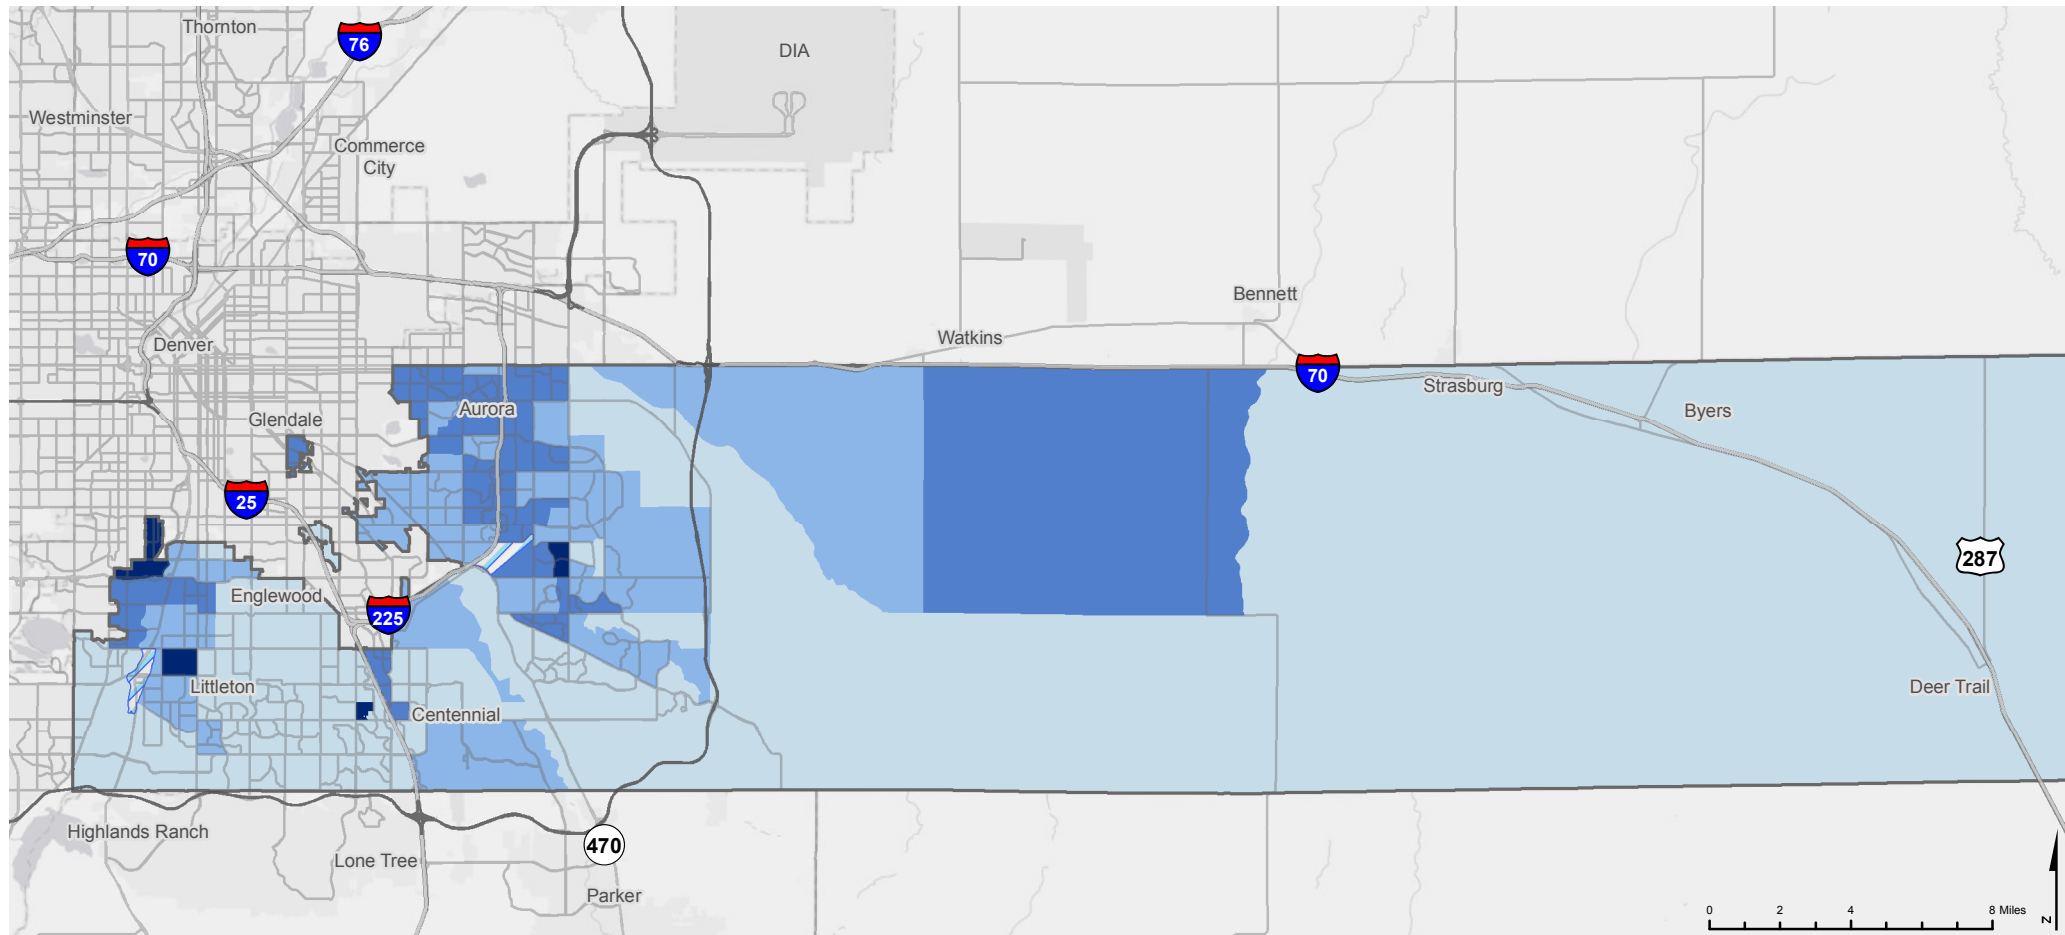 Thornton
76
DIA
Westminster
Commerce
City
70
Bennett
Watkins
Denver
70
Strasburg
Aurora
Byers
Glendale
25
287
Englewood
225
Littleton
Deer Trail
Centennial
Highlands Ranch
470
Lone Tree
Parker
0 2 4 8 Miles
N